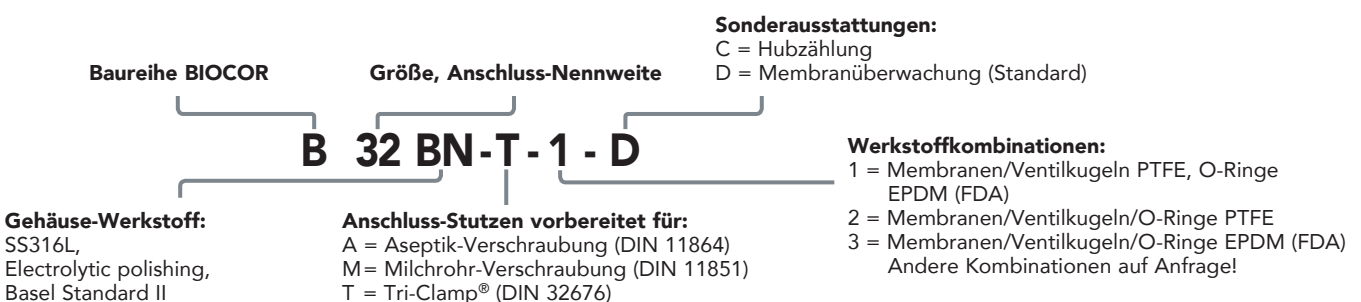 Sonderausstattungen:
C = Hubzählung
D = Membranüberwachung (Standard)
Baureihe BIOCOR
Größe, Anschluss-Nennweite
B 32 BN-T-1-D
Werkstoffkombinationen:
1 = Membranen/Ventilkugeln PTFE, O-Ringe
EPDM (FDA)
2 = Membranen/Ventilkugeln/O-Ringe PTFE
3 = Membranen/Ventilkugeln/O-Ringe EPDM (FDA)
Andere Kombinationen auf Anfrage!
Gehäuse-Werkstoff:
SS316L,
Electrolytic polishing,
Basel Standard II
Anschluss-Stutzen vorbereitet für:
A = Aseptik-Verschraubung (DIN 11864)
M= Milchrohr-Verschraubung (DIN 11851)
T = Tri-Clamp® (DIN 32676)